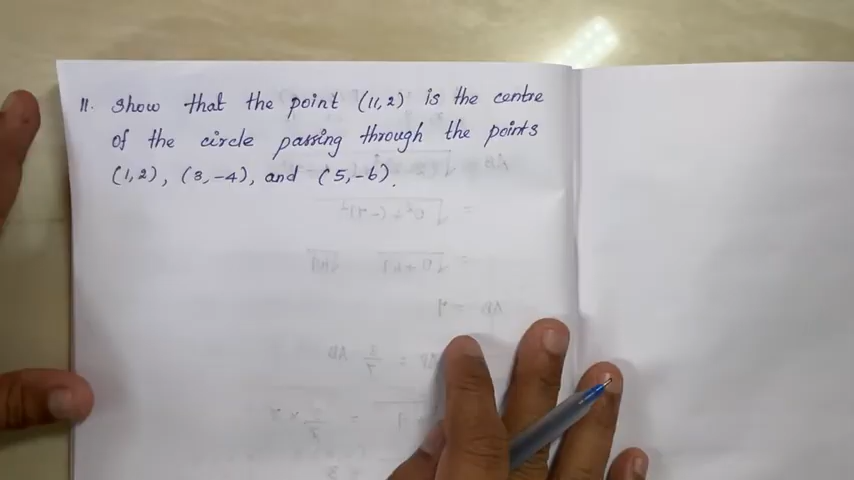 11. Show that the point (11,2) is the centre
of the circle passing through the points
(1,2), (3,-4), and (5,-6).